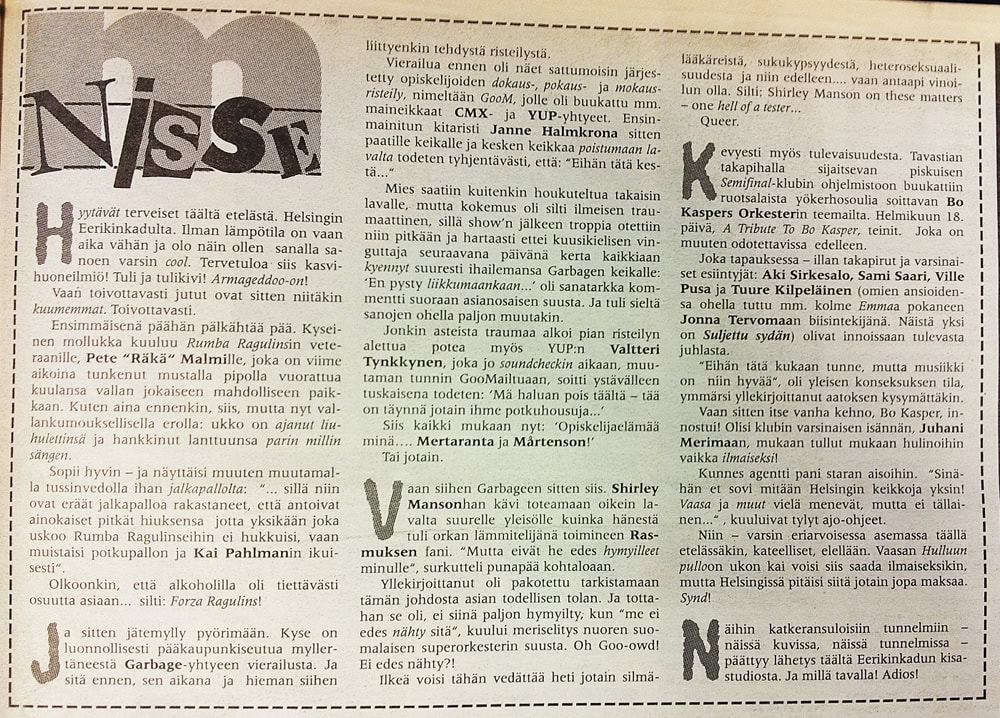 m
NisSE
Hyytävät terveiset täältä etelästä. Helsingin
Eerikinkadulta. Ilman lämpötila on vaan
aika vähän ja olo näin ollen sanalla sa-
noen varsin cool. Tervetuloa siis kasvi-
huoneilmiö! Tuli ja tulikivi! Armageddoo-on!
Vaan toivottavasti jutut ovat sitten niitäkin
kuumemmat. Toivottavasti.
Ensimmäisenä päähän pälkähtää pää. Kysei-
nen mollukka kuuluu Rumba Ragulinsin vete-
raanille, Pete "Räkä" Malmille, joka on viime
aikoina tunkenut mustalla pipolla vuorattua
kuulansa vallan jokaiseen mahdolliseen paik-
kaan. Kuten aina ennenkin, siis, mutta nyt val-
lankumouksellisella erolla: ukko on ajanut liu-
hulettinsä ja hankkinut lanttuunsa parin millin
sängen.
Sopii hyvin – ja näyttäisi muuten muutamal-
la tussinvedolla ihan jalkapallolta: "... sillä niin
ovat eräät jalkapalloa rakastaneet, että antoivat
ainokaiset pitkät hiuksensa jotta yksikään joka
uskoo Rumba Ragulinseihin ei hukkuisi, vaan
muistaisi potkupallon ja Kai Pahlmanin ikui-
sesti".
Olkoonkin, että alkoholilla oli tiettävästi
osuutta asiaan... silti: Forza Ragulins!
Ja sitten jätemylly pyörimään. Kyse on
luonnollisesti pääkaupunkiseutua myller-
täneestä Garbage-yhtyeen vierailusta. Ja
sitä ennen, sen aikana ja hieman siihen
liittyenkin tehdystä risteilystä.
Vierailua ennen oli näet sattumoisin järjes-
tetty opiskelijoiden dokaus-, pokaus- ja mokaus-
risteily, nimeltään GooM, jolle oli buukattu mm.
maineikkaat CMX- ja YUP-yhtyeet. Ensin-
mainitun kitaristi Janne Halmkrona sitten
paatille keikalle ja kesken keikkaa poistumaan la-
valta todeten tyhjentävästi, että: "Eihän tätä kes-
tä..."
Mies saatiin kuitenkin houkuteltua takaisin
lavalle, mutta kokemus oli silti ilmeisen trau-
maattinen, sillä show'n jälkeen troppia otettiin
niin pitkään ja hartaasti ettei kuusikielisen vin-
guttaja seuraavana päivänä kerta kaikkiaan
kyennyt suuresti ihailemansa Garbagen keikalle:
'En pysty liikkumaankaan...' oli sanatarkka kom-
mentti suoraan asianosaisen suusta. Ja tuli sieltä
sanojen ohella paljon muutakin.
Jonkin asteista traumaa alkoi pian risteilyn
alettua potea myös YUP:n Valtteri
Tynkkynen, joka jo soundcheckin aikaan, muu-
taman tunnin GooMailtuaan, soitti ystävälleen
tuskaisena todeten: 'Mä haluan pois täältä – tää
on täynnä jotain ihme potkuhousuja...'
Siis kaikki mukaan nyt: 'Opiskelijaelämää
minä.... Mertaranta ja Mårtenson!'
Tai jotain.
Vaan siihen Garbageen sitten siis. Shirley
Mansonhan kävi toteamaan oikein la-
valta suurelle yleisölle kuinka hänestä
tuli orkan lämmitelijänä toimineen Ras-
muksen fani. "Mutta eivät he edes hymyilleet
minulle", surkutteli punapää kohtaloaan.
Yllekirjoittanut oli pakotettu tarkistamaan
tämän johdosta asian todellisen tolan. Ja totta-
han se oli, ei siinä paljon hymyilty, kun "me ei
edes nähty sitä", kuului meriselitys nuoren suo-
malaisen superorkesterin suusta. Oh Goo-owd!
Ei edes nähty?!
Ilkeä voisi tähän vedättää heti jotain silmä-
lääkäreistä, sukukypsyydestä, heteroseksuaali-
suudesta ja niin edelleen.... vaan antaapi vinoi-
lun olla. Silti: Shirley Manson on these matters
– one hell of a tester...
Queer.
Kevyesti myös tulevaisuudesta. Tavastian
takapihalla sijaitsevan piskuisen
Semifinal-klubin ohjelmistoon buukattiin
ruotsalaista yökerhosoulia soittavan Bo
Kaspers Orkesterin teemailta. Helmikuun 18.
päivä, A Tribute To Bo Kasper, teinit. Joka on
muuten odotettavissa edelleen.
Joka tapauksessa – illan takapirut ja varsinai-
set esiintyjät: Aki Sirkesalo, Sami Saari, Ville
Pusa ja Tuure Kilpeläinen (omien ansioiden-
sa ohella tuttu mm. kolme Emmaa pokaneen
Jonna Tervomaan biisintekijänä. Näistä yksi
on Suljettu sydän) olivat innoissaan tulevasta
juhlasta.
"Eihän tätä kukaan tunne, mutta musiikki
on niin hyvää", oli yleisen konseksuksen tila,
ymmärsi yllekirjoittanut aatoksen kysymättäkin.
Vaan sitten itse vanha kehno, Bo Kasper, in-
nostui! Olisi klubin varsinaisen isännän, Juhani
Merimaan, mukaan tullut mukaan hulinoihin
vaikka ilmaiseksi!
Kunnes agentti pani staran aisoihin. "Sinä-
hän et sovi mitään Helsingin keikkoja yksin!
Vaasa ja muut vielä menevät, mutta ei tällai-
nen...", kuuluivat tylyt ajo-ohjeet.
Niin – varsin eriarvoisessa asemassa täällä
etelässäkin, kateelliset, elellään. Vaasan Hulluun
pulloon ukon kai voisi siis saada ilmaiseksikin,
mutta Helsingissä pitäisi siitä jotain jopa maksaa.
Synd!
Näihin katkeransuloisiin tunnelmiin –
näissä kuvissa, näissä tunnelmissa –
päättyy lähetys täältä Eerikinkadun kisa-
studiosta. Ja millä tavalla! Adios!